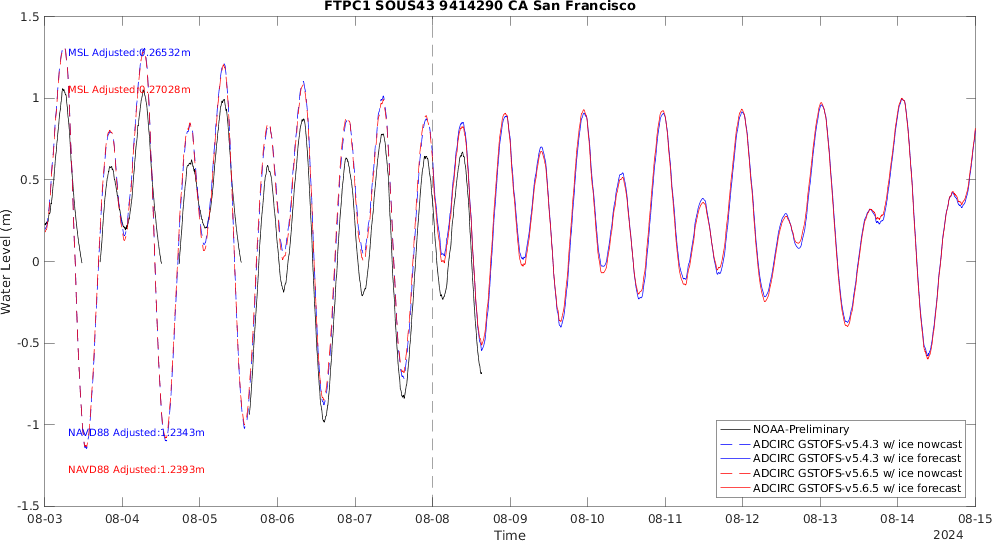 FTPC1 SOUS43 9414290 CA San Francisco
1.5
MSL Adjusted:0.26532m
MSL Adjusted:0.27028m
1
0.5
0
-0.5
-1
-1.5
Water Level (m)
NAVD88 Adjusted:1.2343m
NAVD88 Adjusted:1.2393m
NOAA-Preliminary
ADCIRC GSTOFS-v5.4.3 w/ ice nowcast
ADCIRC GSTOFS-v5.4.3 w/ ice forecast
ADCIRC GSTOFS-v5.6.5 w/ ice nowcast
ADCIRC GSTOFS-v5.6.5 w/ ice forecast
08-03 08-04 08-05 08-06 08-07 08-08 08-09 08-10 08-11 08-12 08-13 08-14 08-15
Time
2024